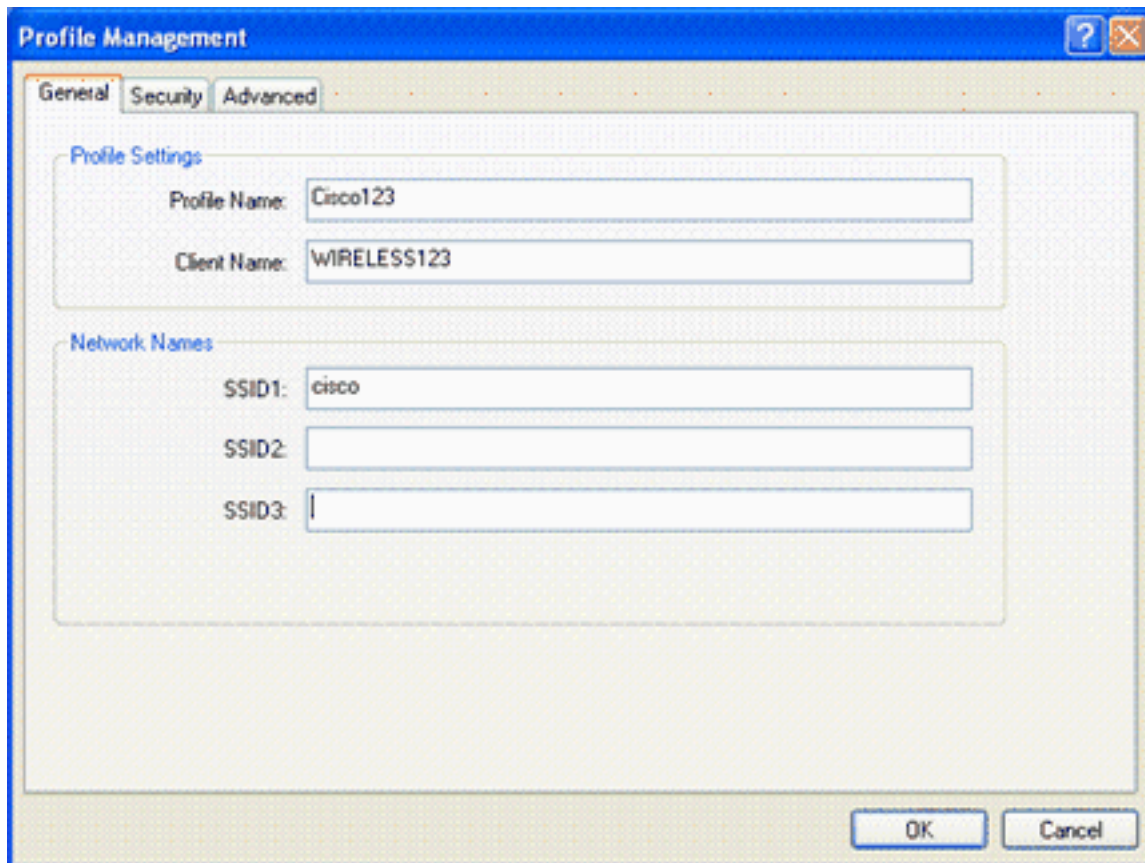 Profile Management
General Security Advanced
Profile Settings
Profile Name: Cisco123
Client Name: WIRELESS123
Network Names
SSID1: cisco
SSID2:
SSID3:
OK Cancel